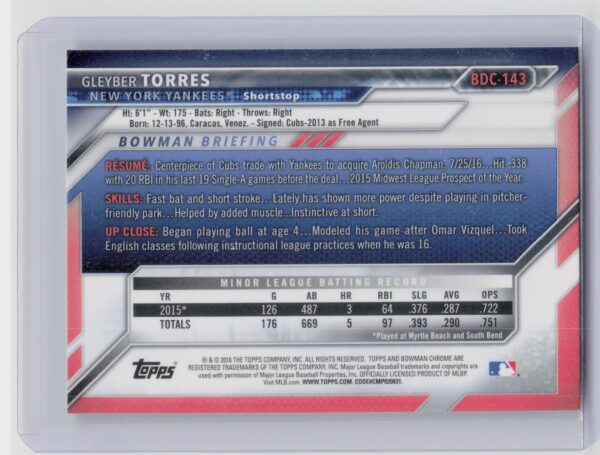 GLEYBER TORRES
BDC-143
NEW YORK YANKEES Shortstop
Ht: 6'1" - Wt: 175 - Bats: Right - Throws: Right
Born: 12-13-96, Caracas, Venez. - Signed: Cubs-2013 as Free Agent
BOWMAN BRIEFING
RÉSUMÉ: Centerpiece of Cubs trade with Yankees to acquire Aroldis Chapman, 7/25/16...Hit .338
with 20 RBI in his last 19 Single-A games before the deal...2015 Midwest League Prospect of the Year.
SKILLS: Fast bat and short stroke...Lately has shown more power despite playing in pitcher-
friendly park...Helped by added muscle...Instinctive at short.
UP CLOSE: Began playing ball at age 4...Modeled his game after Omar Vizquel...Took
English classes following instructional league practices when he was 16.
MINOR LEAGUE BATTING RECORD
YR G AB HR RBI SLG AVG OPS
2015* 126 487 3 64 .376 .287 .722
TOTALS 176 669 5 97 .393 .290 .751
*Played at Myrtle Beach and South Bend
Topps
® & © 2016 THE TOPPS COMPANY, INC. ALL RIGHTS RESERVED. TOPPS AND BOWMAN CHROME ARE
REGISTERED TRADEMARKS OF THE TOPPS COMPANY, INC. Major League Baseball trademarks and copyrights are
used with permission of Major League Baseball Properties, Inc. OFFICIALLY LICENSED PRODUCT OF MLBP.
Visit MLB.com. WWW.TOPPS.COM. CODE#CMP020831.